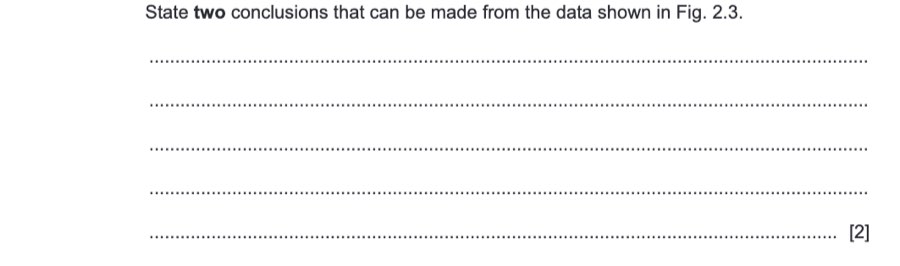 State two conclusions that can be made from the data shown in Fig. 2.3.
[2]